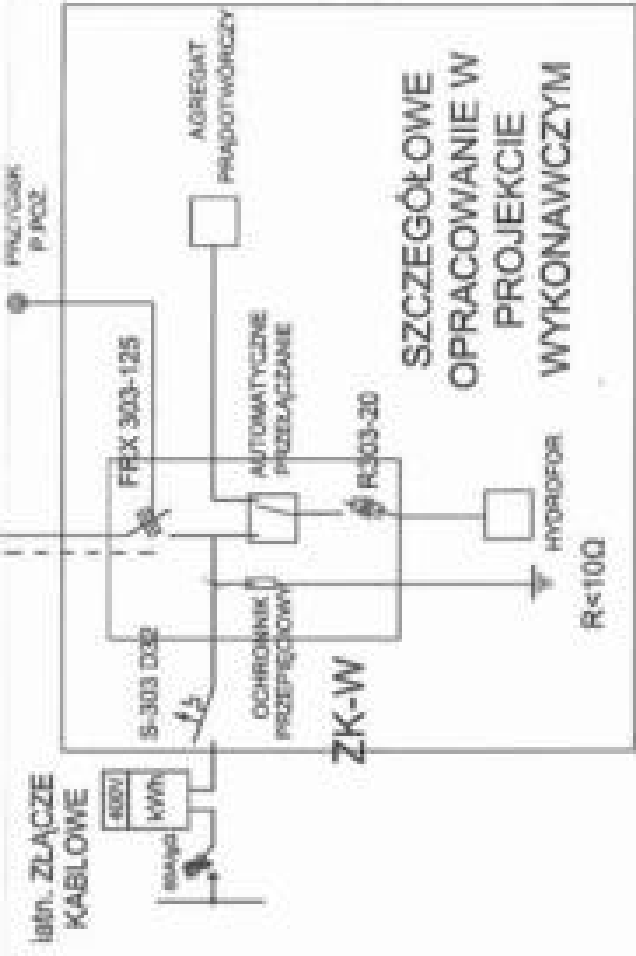 istn. ZŁĄCZE
KABLOWE
400V
kWh
S-303 D32
OCHRONNIK
PRZEPIĘCIOWY
ZK-W
FRX 303-125
PRZYCISK
P.POŻ.
AUTOMATYCZNE
PRZEŁĄCZANIE
R303-20
AGREGAT
PRĄDOTWÓRCZY
HYDROFOR
R<10Ω
SZCZEGÓŁOWE
OPRACOWANIE W
PROJEKCIE
WYKONAWCZYM